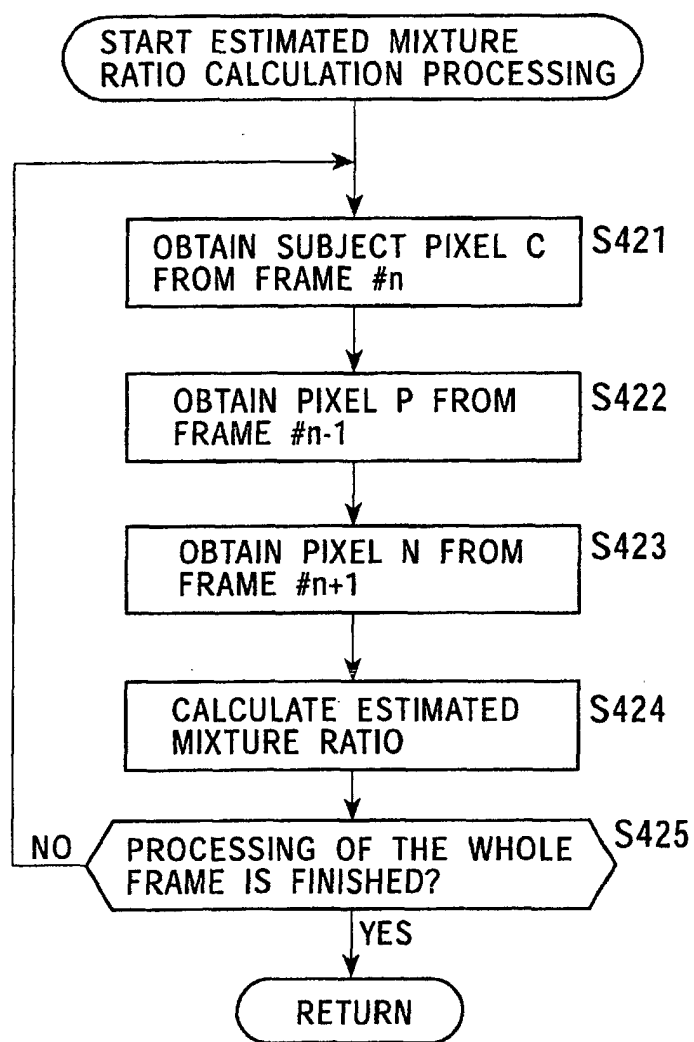 START ESTIMATED MIXTURE
RATIO CALCULATION PROCESSING
OBTAIN SUBJECT PIXEL C
FROM FRAME #n
S421
OBTAIN PIXEL P FROM
FRAME #n-1
S422
OBTAIN PIXEL N FROM
FRAME #n+1
S423
CALCULATE ESTIMATED
MIXTURE RATIO
S424
NO
PROCESSING OF THE WHOLE
FRAME IS FINISHED?
S425
YES
RETURN